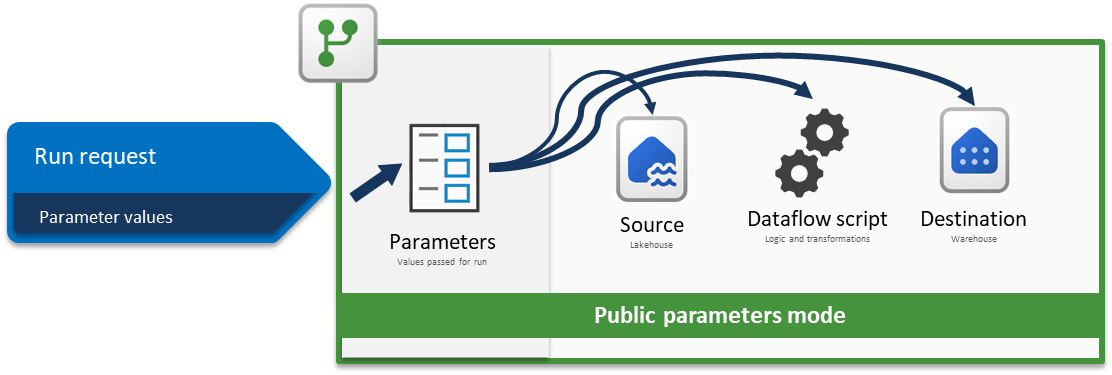 Run request
Parameter values
Parameters
Values passed for run
Source
Lakehouse
Dataflow script
Logic and transformations
Destination
Warehouse
Public parameters mode